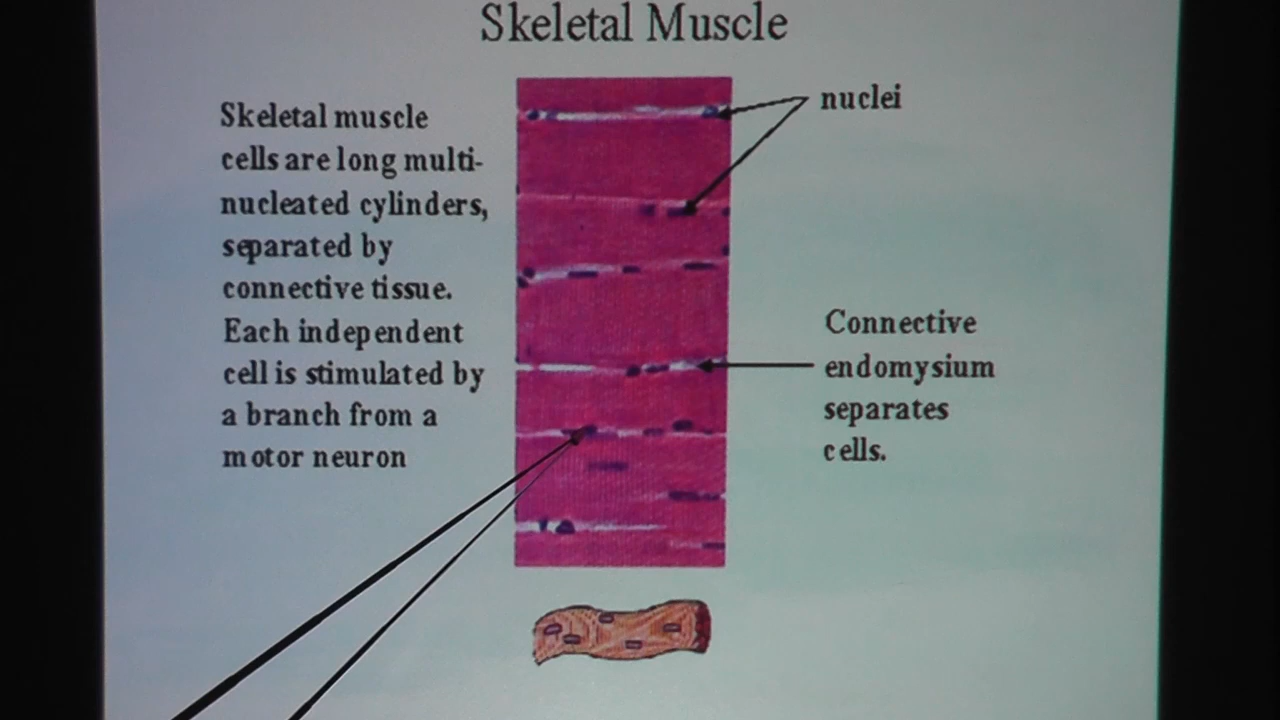 Skeletal Muscle
Skeletal muscle
cells are long multi-
nucleated cylinders,
separated by
connective tissue.
Each independent
cell is stimulated by
a branch from a
motor neuron
nuclei
Connective
endomysium
separates
cells.